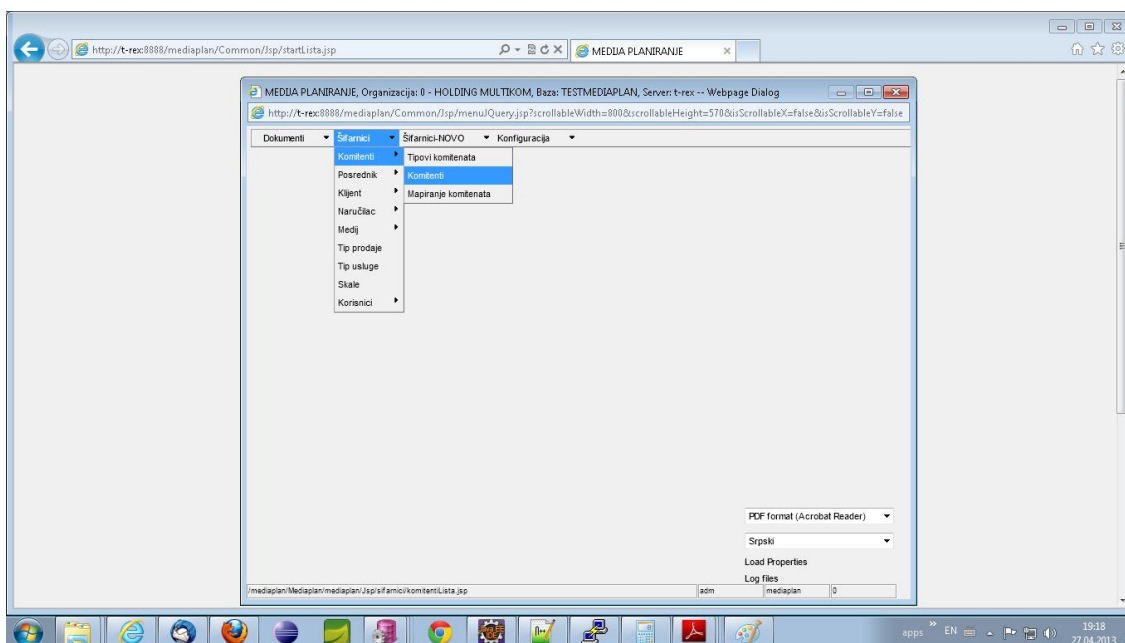 http://t-rex:8888/mediaplan/Common/Jsp/startLista.jsp
MEDIJA PLANIRANJE
MEDIJA PLANIRANJE, Organizacija: 0 - HOLDING MULTIKOM, Baza: TESTMEDIAPLAN, Server: t-rex -- Webpage Dialog
http://t-rex:8888/mediaplan/Common/Jsp/menuJQuery.jsp?scrollableWidth=800&scrollableHeight=570&isScrollableX=false&isScrollableY=false
Dokumenti Šifarnici Šifarnici-NOVO Konfiguracija
Komitenti Tipovi komitenata
Posrednik Komitenti
Klijent Mapiranje komitenata
Naručilac
Medij
Tip prodaje
Tip usluge
Skale
Korisnici
PDF format (Acrobat Reader)
Srpski
Load Properties
Log files
/mediaplan/Mediaplan/mediaplan/Jsp/sifarnici/komitentiLista.jsp adm mediaplan 0
apps EN 19:18
27.04.2013